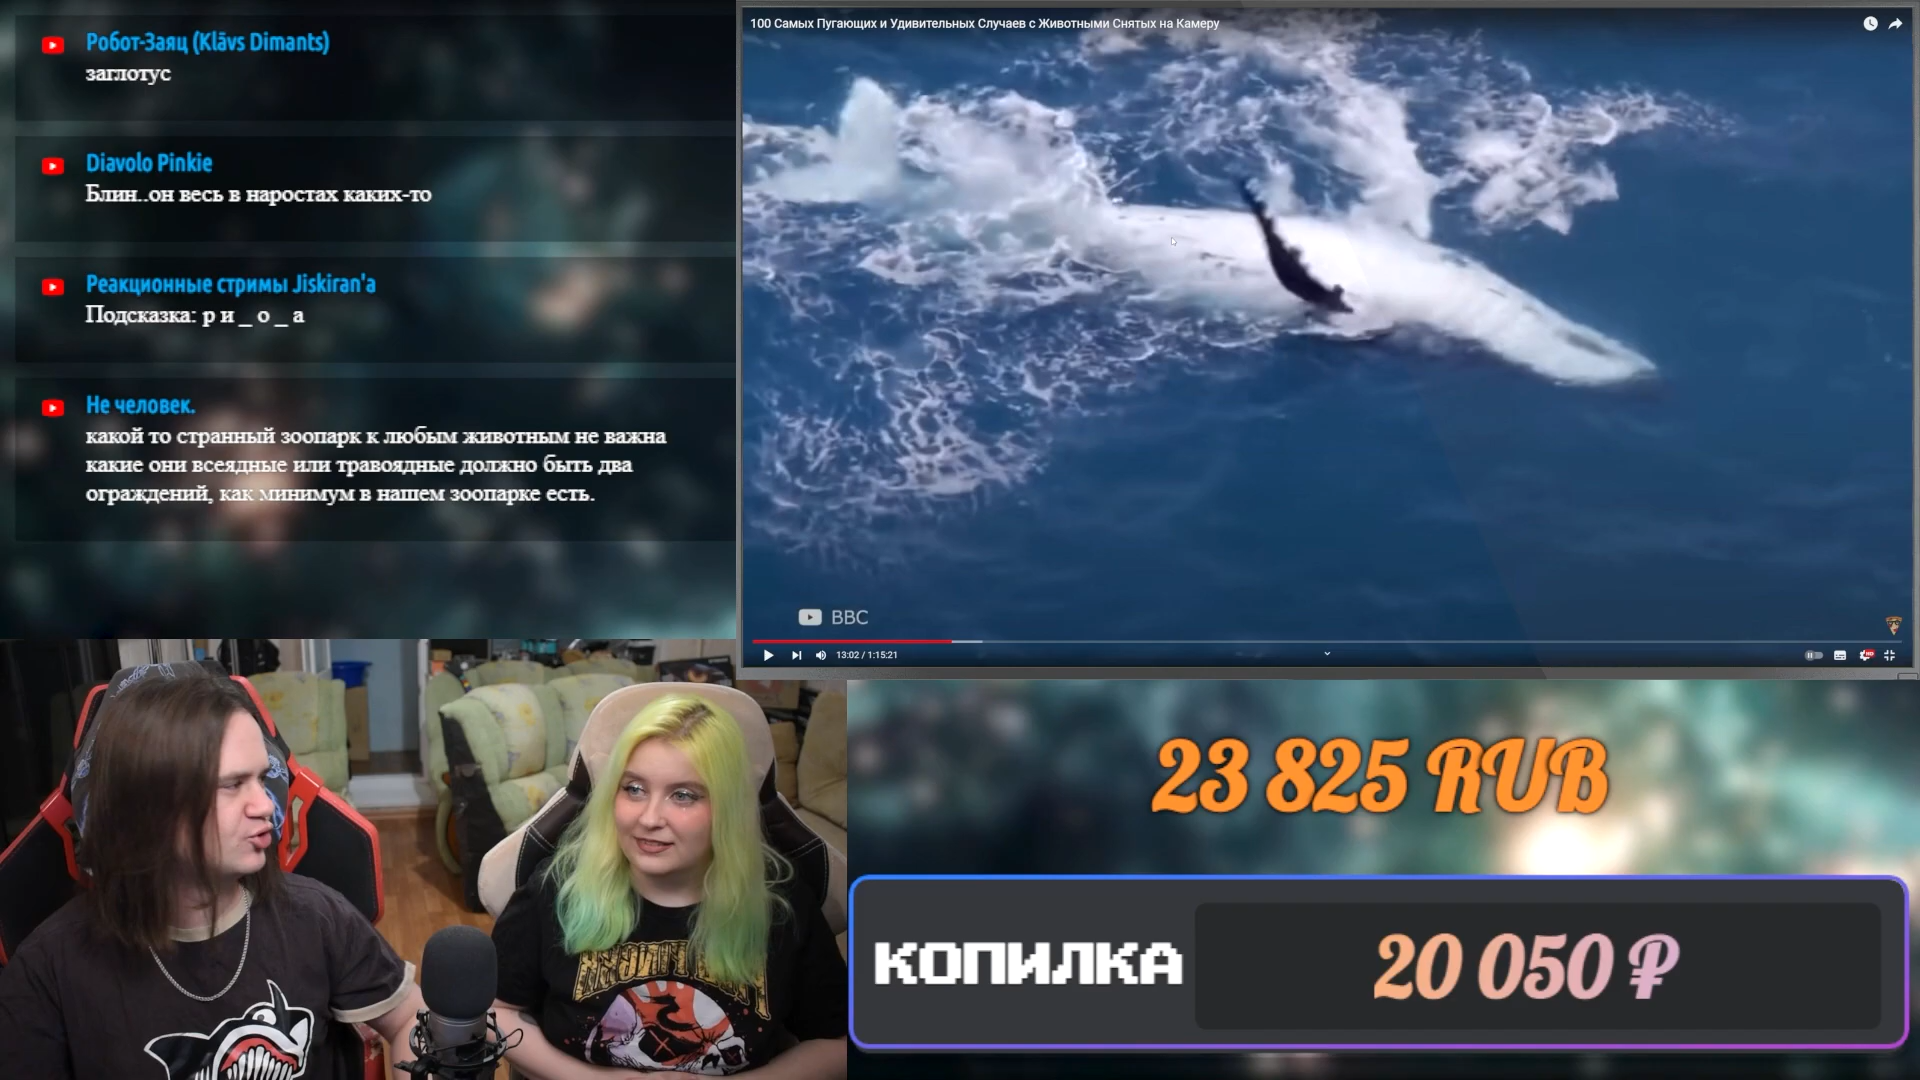 Робот-Заяц (Klāvs Dimants)
заглотус
Diavolo Pinkie
Блин..он весь в наростах каких-то
Реакционные стримы Jiskiran'а
Подсказка: р и _ о _ а
Не человек.
какой то странный зоопарк к любым животным не важна
какие они всеядные или травоядные должно быть два
ограждений, как минимум в нашем зоопарке есть.
100 Самых Пугающих и Удивительных Случаев с Животными Снятых на Камеру
BBC
13:02 / 1:15:21
23 825 RUB
КОПИЛКА
20 050 ₽